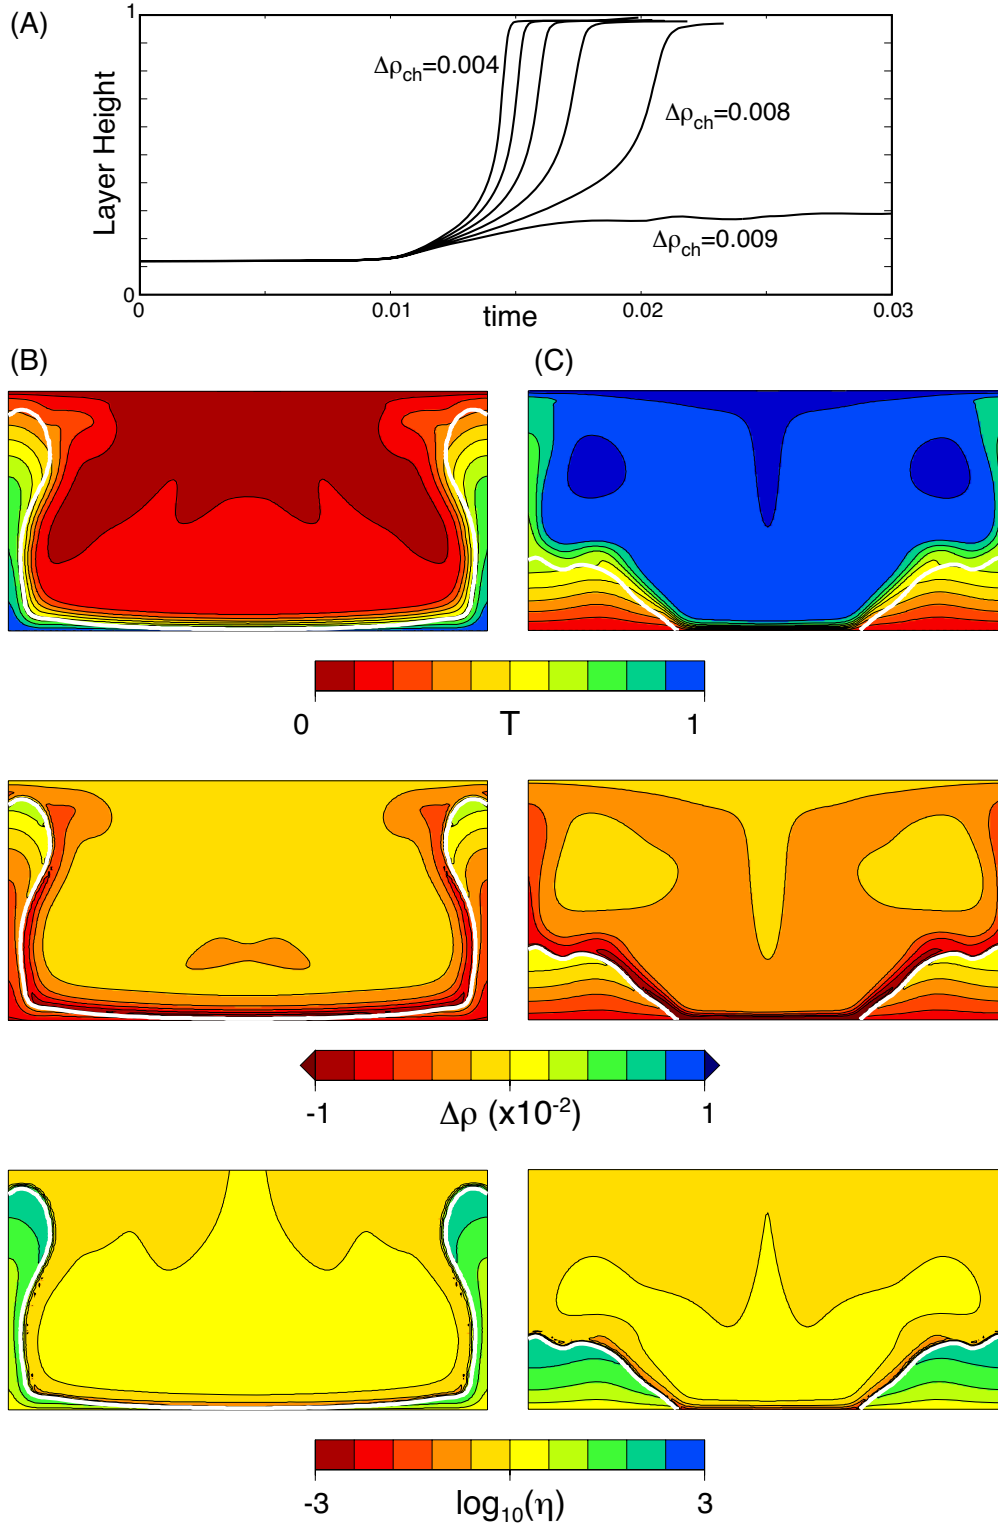 (A)
1
Δρch=0.004
Δρch=0.008
Layer Height
Δρch=0.009
0
0 0.01 0.02 0.03
time
(B) (C)
0 T 1
-1 Δρ (x10-2) 1
-3 log10(η) 3